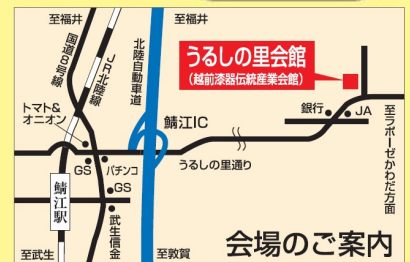 至福井
至福井
国道8号線
JR北陸線
北陸自動車道
うるしの里会館
(越前漆器伝統産業会館)
トマト&
オニオン
鯖江IC
銀行
JA
至ラポーゼかわだ方面
GS
パチンコ
うるしの里通り
GS
鯖江駅
武生信金
至武生
至敦賀
会場のご案内